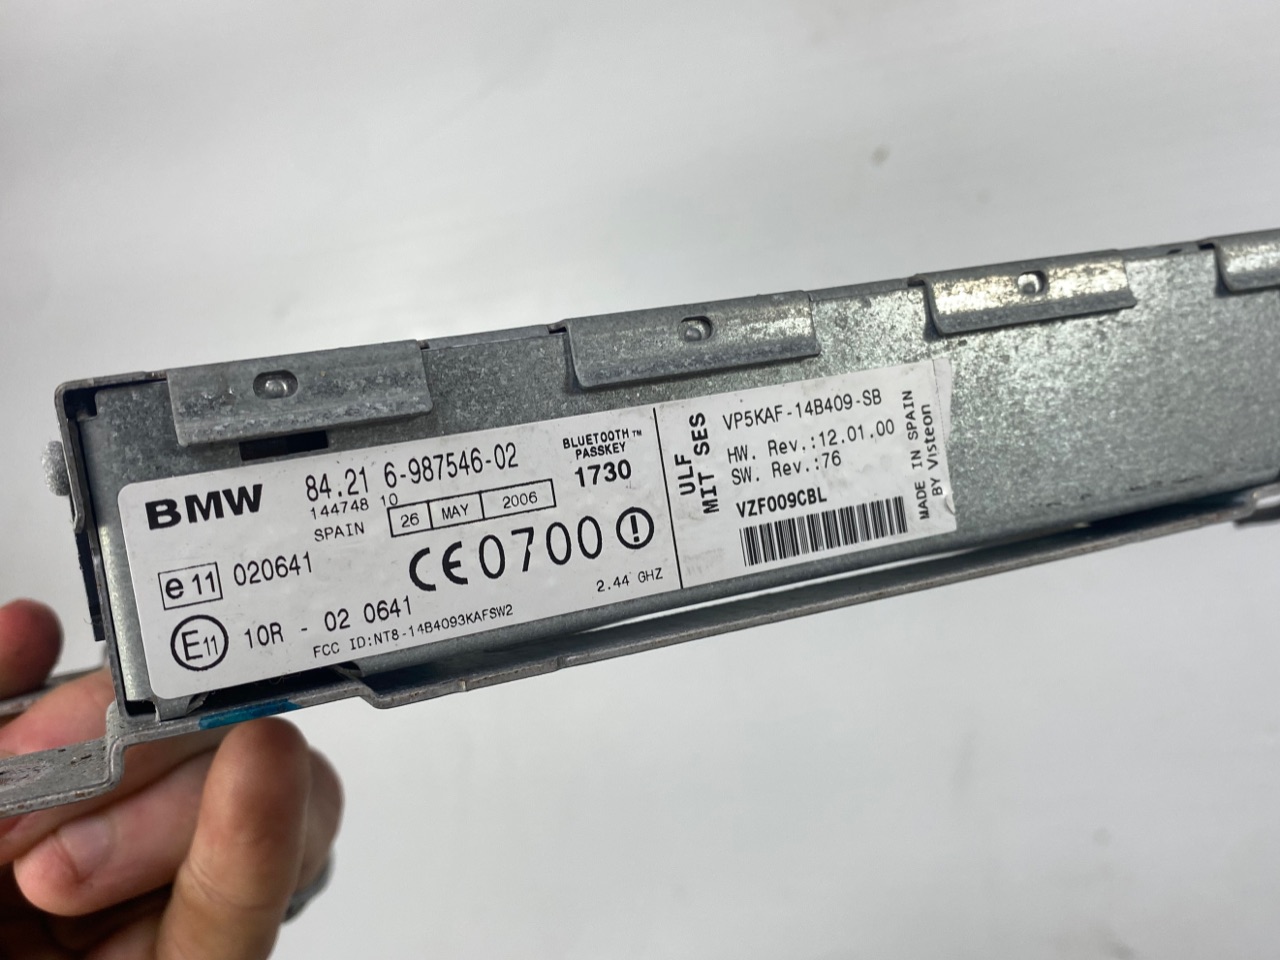 BMW
84.21 6-987546-02
144748 10
SPAIN
26 MAY 2006
BLUETOOTH™
PASSKEY
1730
e11 020641
CE0700
E11 10R - 02 0641
2.44 GHZ
FCC ID:NT8-14B4093KAFSW2
ULF
MIT SES
VP5KAF-14B409-SB
HW. Rev.:12.01.00
SW. Rev.:76
VZF009CBL
MADE IN SPAIN
BY Visteon